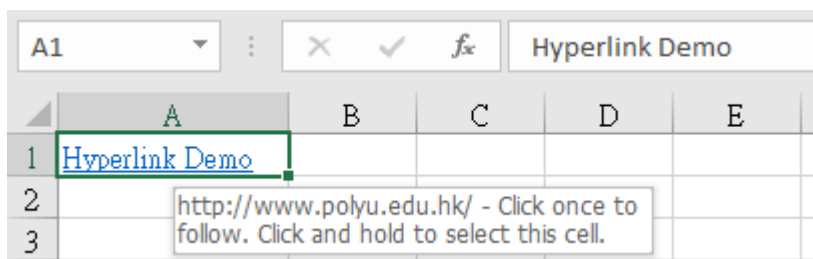 A1 fx Hyperlink Demo
A B C D E
1 Hyperlink Demo
2 http://www.polyu.edu.hk/ - Click once to
3 follow. Click and hold to select this cell.